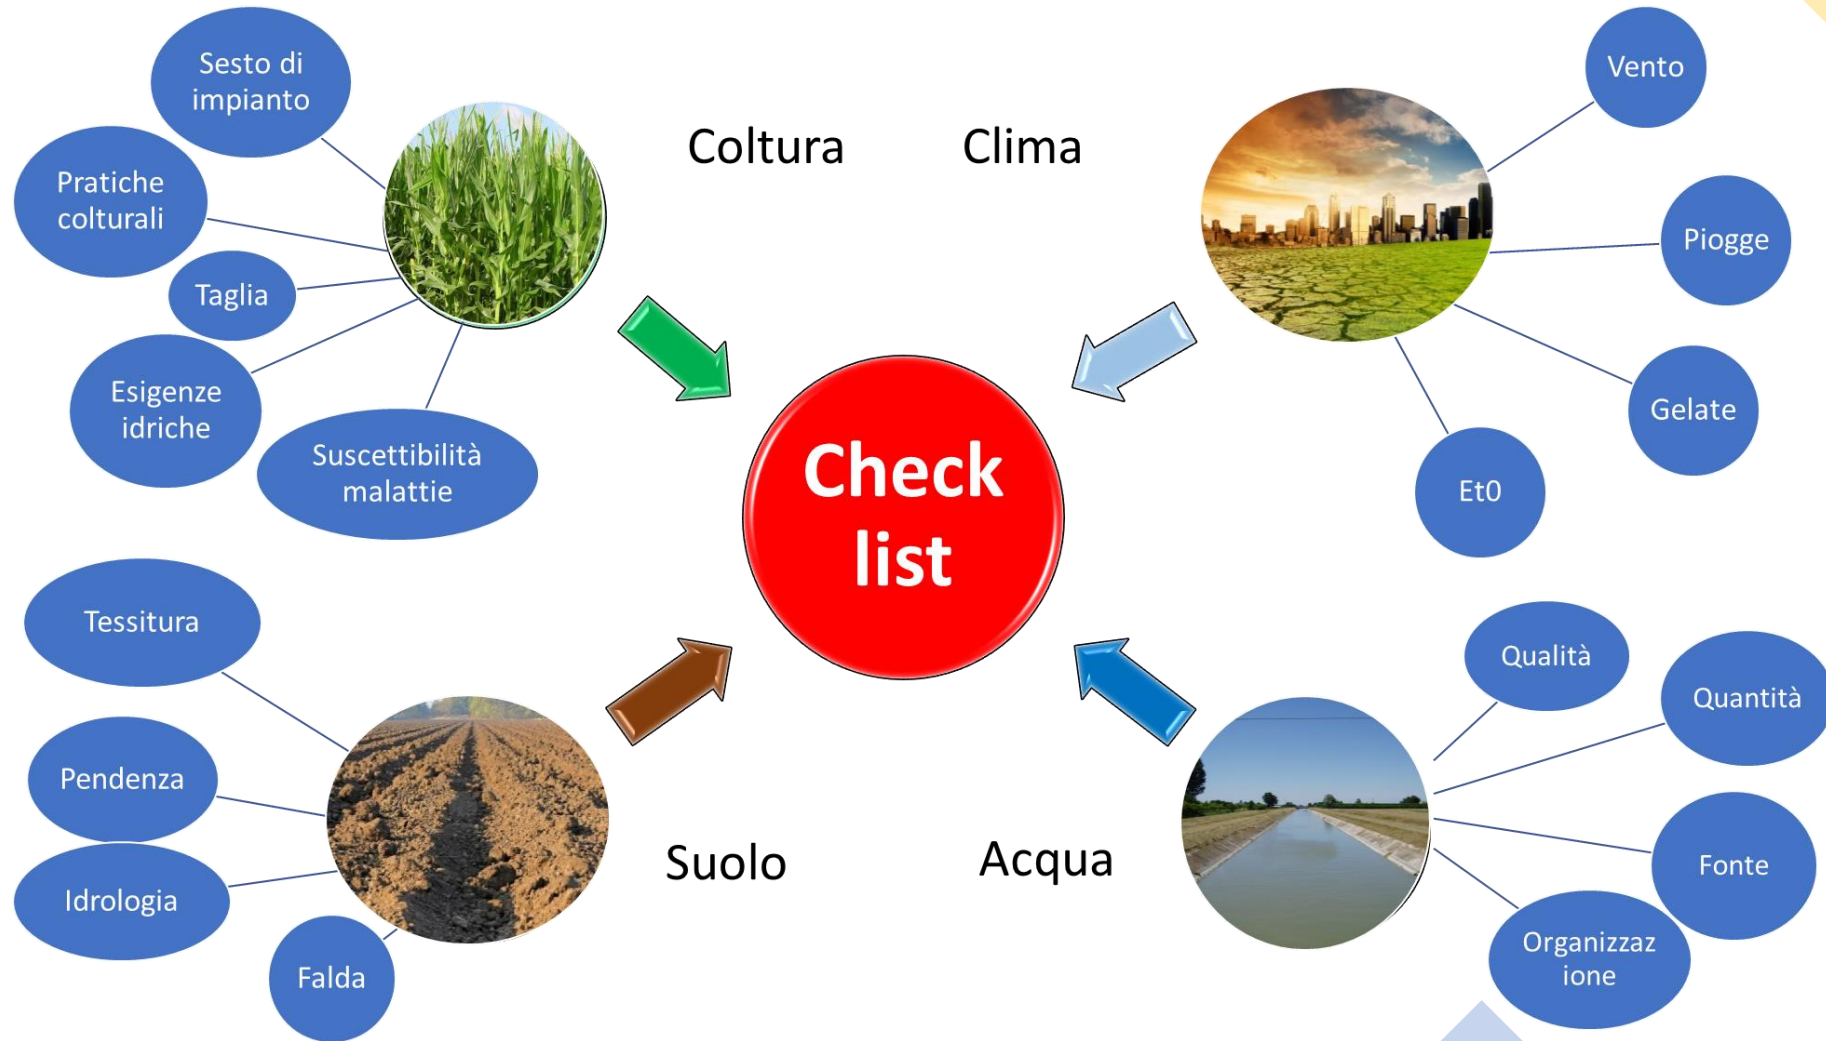 Sesto di
impianto
Pratiche
colturali
Taglia
Esigenze
idriche
Suscettibilità
malattie
Coltura
Clima
Vento
Piogge
Gelate
Et0
Check
list
Tessitura
Pendenza
Idrologia
Falda
Suolo
Acqua
Qualità
Quantità
Fonte
Organizzaz
ione